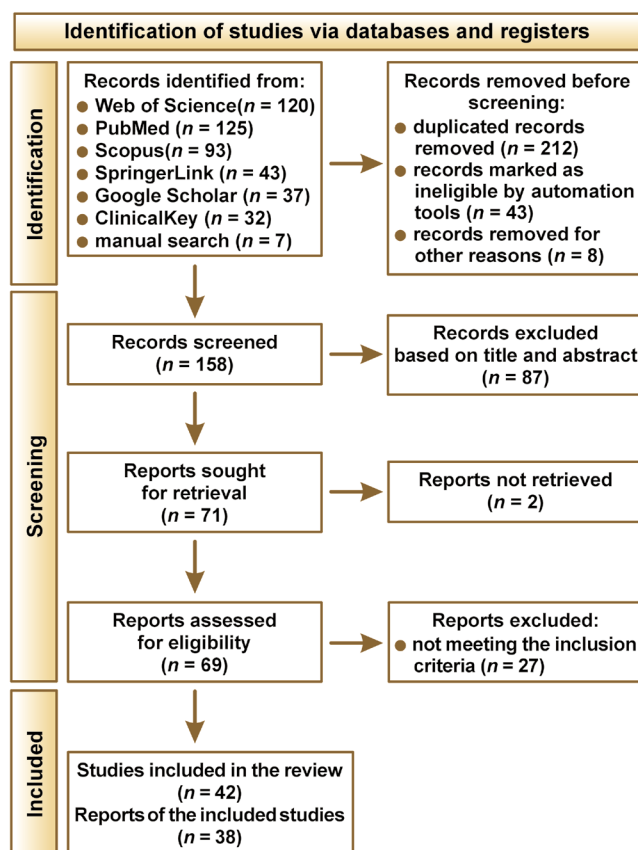 Identification of studies via databases and registers
Identification
Records identified from:
● Web of Science(n = 120)
● PubMed (n = 125)
● Scopus(n = 93)
● SpringerLink (n = 43)
● Google Scholar (n = 37)
● ClinicalKey (n = 32)
● manual search (n = 7)
Records removed before
screening:
● duplicated records
removed (n = 212)
● records marked as
ineligible by automation
tools (n = 43)
● records removed for
other reasons (n = 8)
Screening
Records screened
(n = 158)
Records excluded
based on title and abstract
(n = 87)
Reports sought
for retrieval
(n = 71)
Reports not retrieved
(n = 2)
Reports assessed
for eligibility
(n = 69)
Reports excluded:
● not meeting the inclusion
criteria (n = 27)
Included
Studies included in the review
(n = 42)
Reports of the included studies
(n = 38)